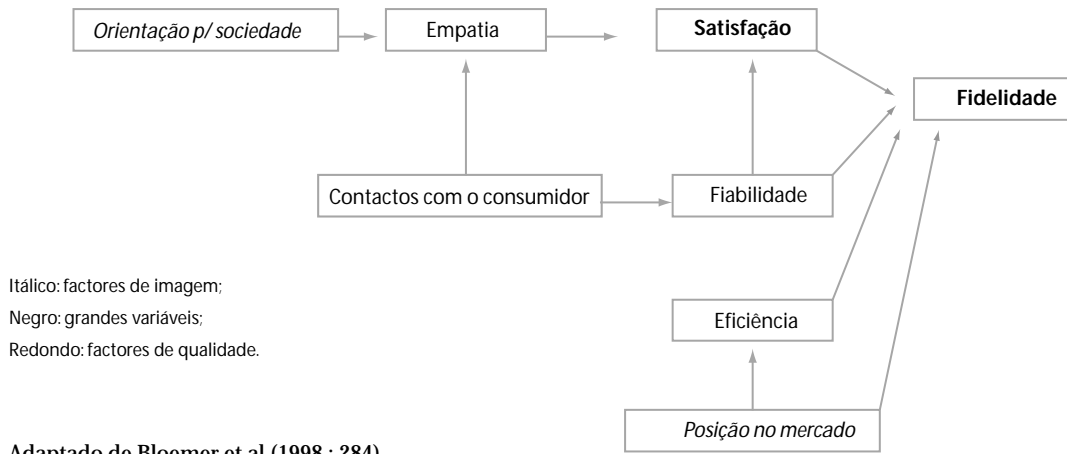 Orientação p/ sociedade
Empatia
Satisfação
Fidelidade
Contactos com o consumidor
Fiabilidade
Itálico: factores de imagem;
Negro: grandes variáveis;
Redondo: factores de qualidade.
Eficiência
Posição no mercado
Adaptado de Bloemer et al (1998 : 284)